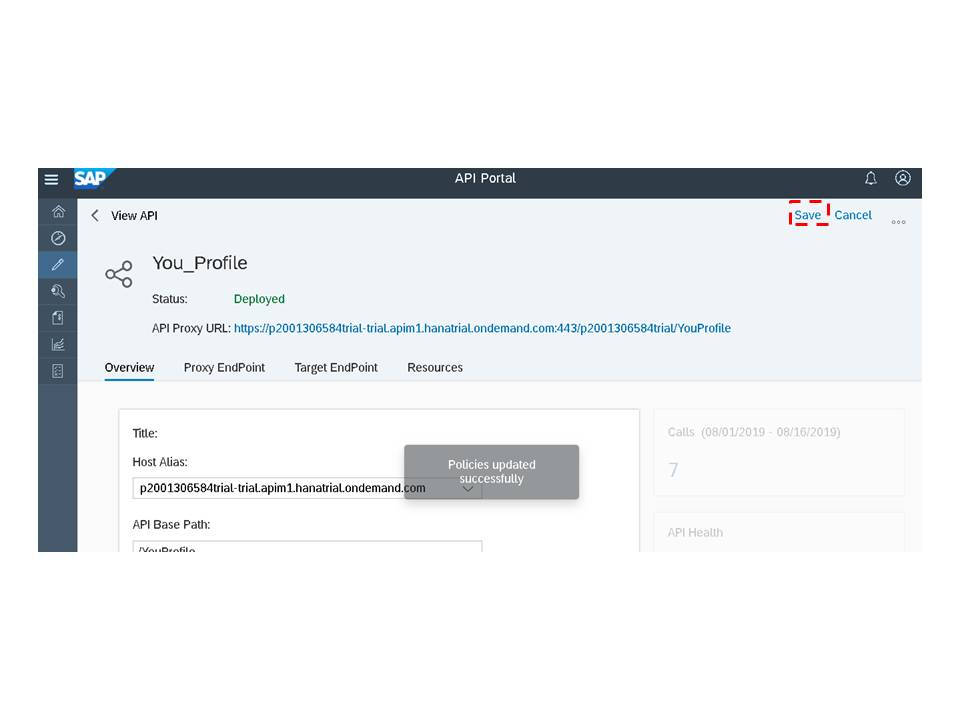 SAP
API Portal
View API
Save
Cancel
You_Profile
Status: Deployed
API Proxy URL: https://p2001306584trial-trial.apim1.hanatrial.ondemand.com:443/p2001306584trial/YouProfile
Overview
Proxy EndPoint
Target EndPoint
Resources
Title:
Calls (08/01/2019 - 08/16/2019)
Host Alias:
Policies updated
successfully
7
p2001306584trial-trial.apim1.hanatrial.ondemand.com
API Base Path:
API Health
/YouProfile